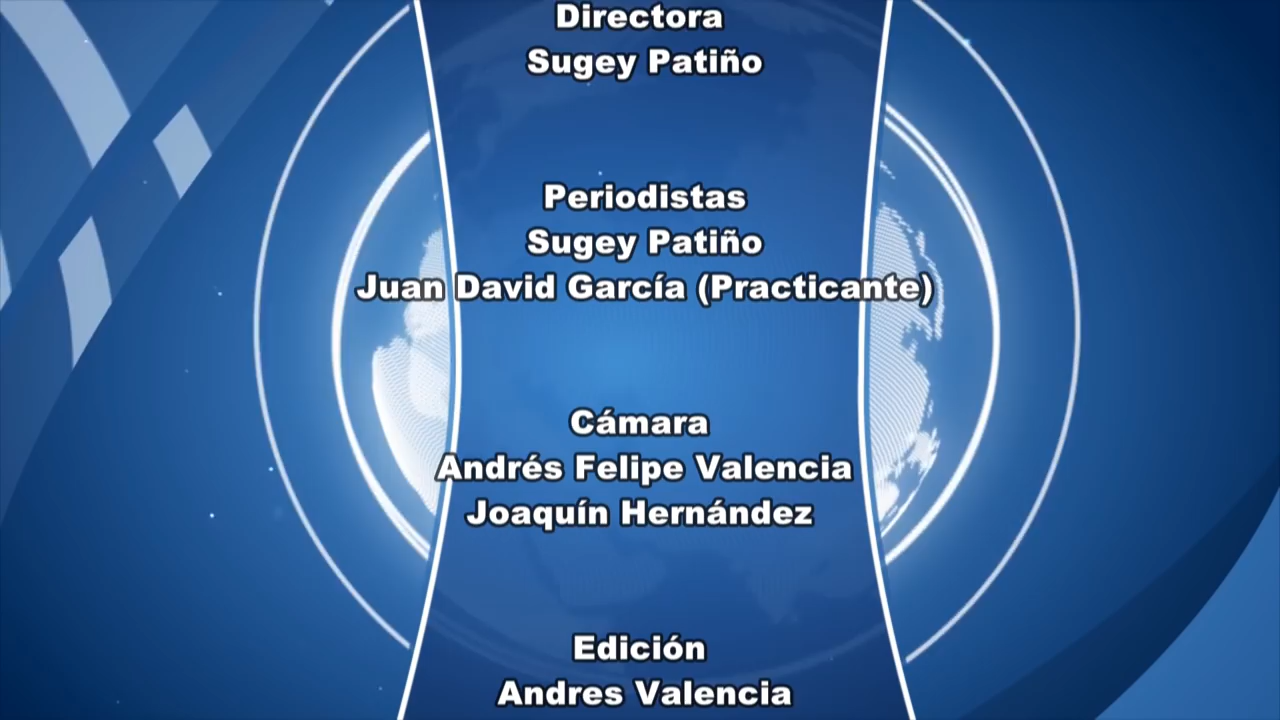 Directora
Sugey Patiño
Periodistas
Sugey Patiño
Juan David García (Practicante)
Cámara
Andrés Felipe Valencia
Joaquín Hernández
Edición
Andres Valencia